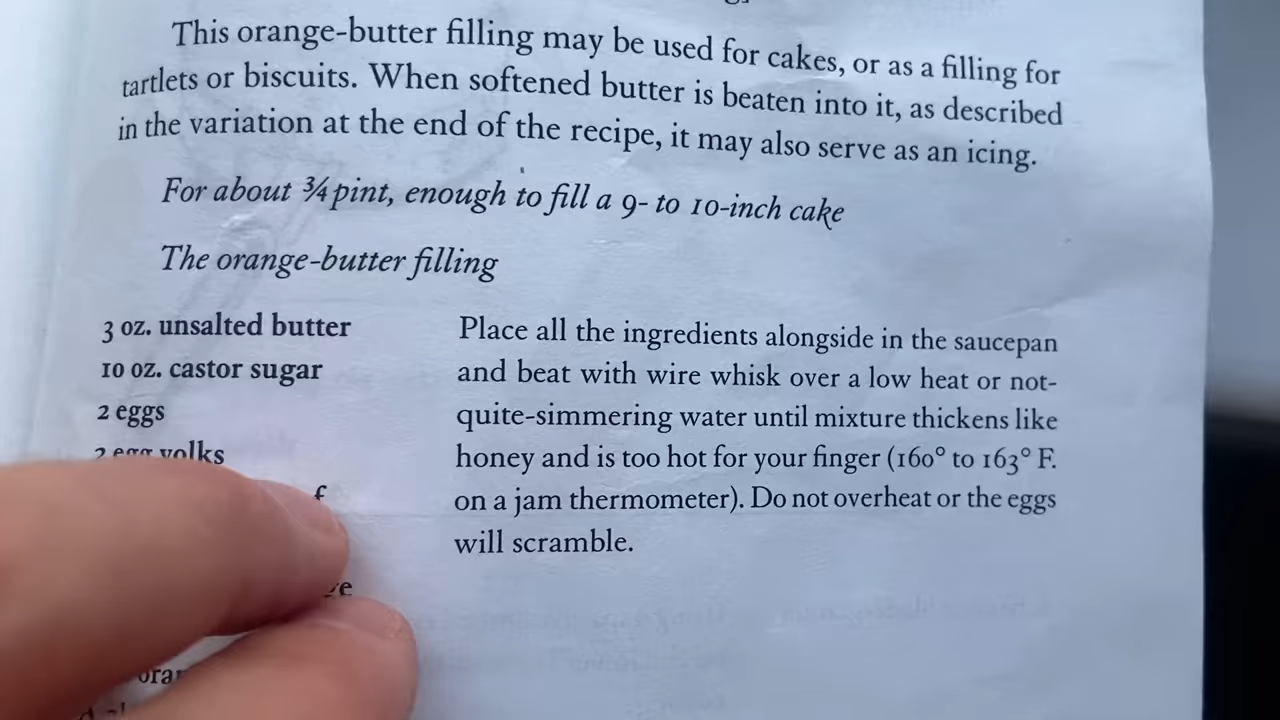 This orange-butter filling may be used for cakes, or as a filling for
tartlets or biscuits. When softened butter is beaten into it, as described
in the variation at the end of the recipe, it may also serve as an icing.
For about ¾ pint, enough to fill a 9- to 10-inch cake
The orange-butter filling
3 oz. unsalted butter
10 oz. castor sugar
2 eggs
2 egg yolks
Place all the ingredients alongside in the saucepan
and beat with wire whisk over a low heat or not-
quite-simmering water until mixture thickens like
honey and is too hot for your finger (160° to 163° F.
on a jam thermometer). Do not overheat or the eggs
will scramble.